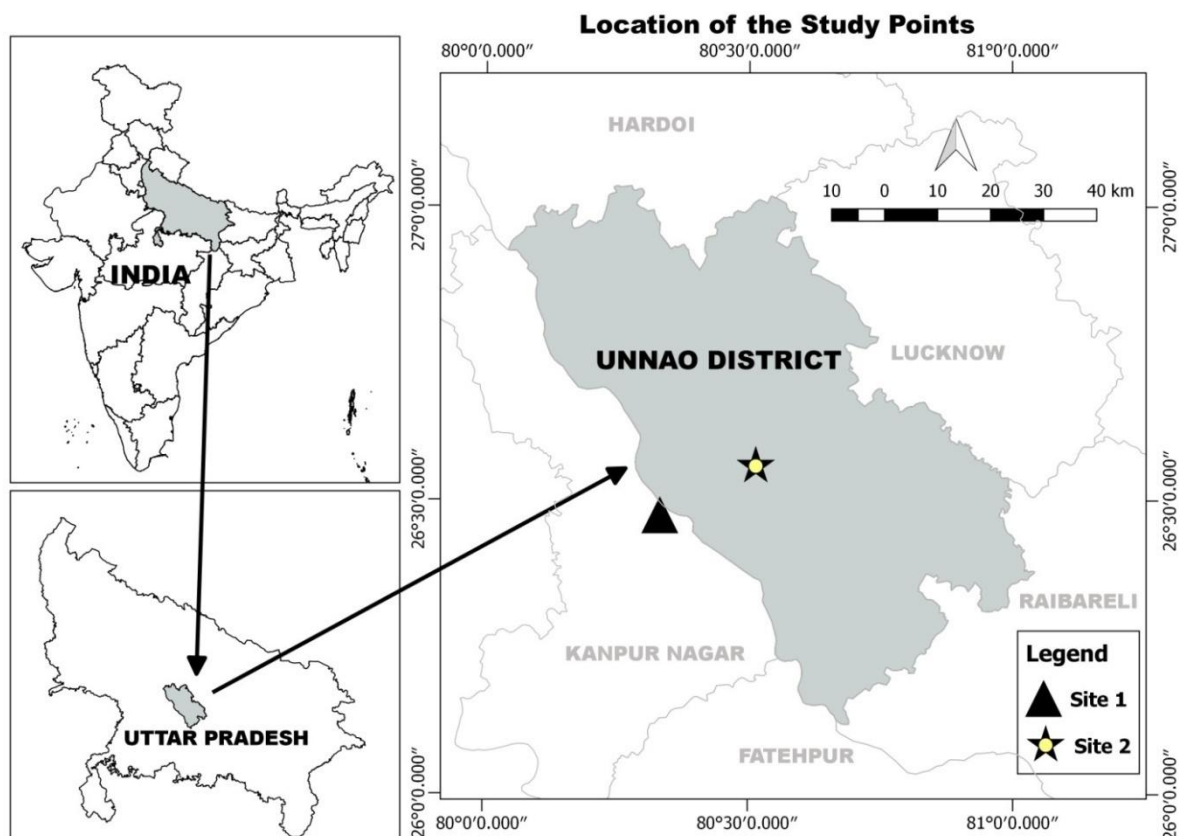 Location of the Study Points
80°0'0.000"
80°30'0.000"
81°0'0.000"
INDIA
UTTAR PRADESH
HARDOI
10 0 10 20 30 40 km
27°0'0.000"
27°0'0.000"
UNNAO DISTRICT
LUCKNOW
26°30'0.000"
26°30'0.000"
RAIBARELI
KANPUR NAGAR
FATEHPUR
Legend
Site 1
Site 2
26°0'0.000"
26°0'0.000"
80°0'0.000"
80°30'0.000"
81°0'0.000"